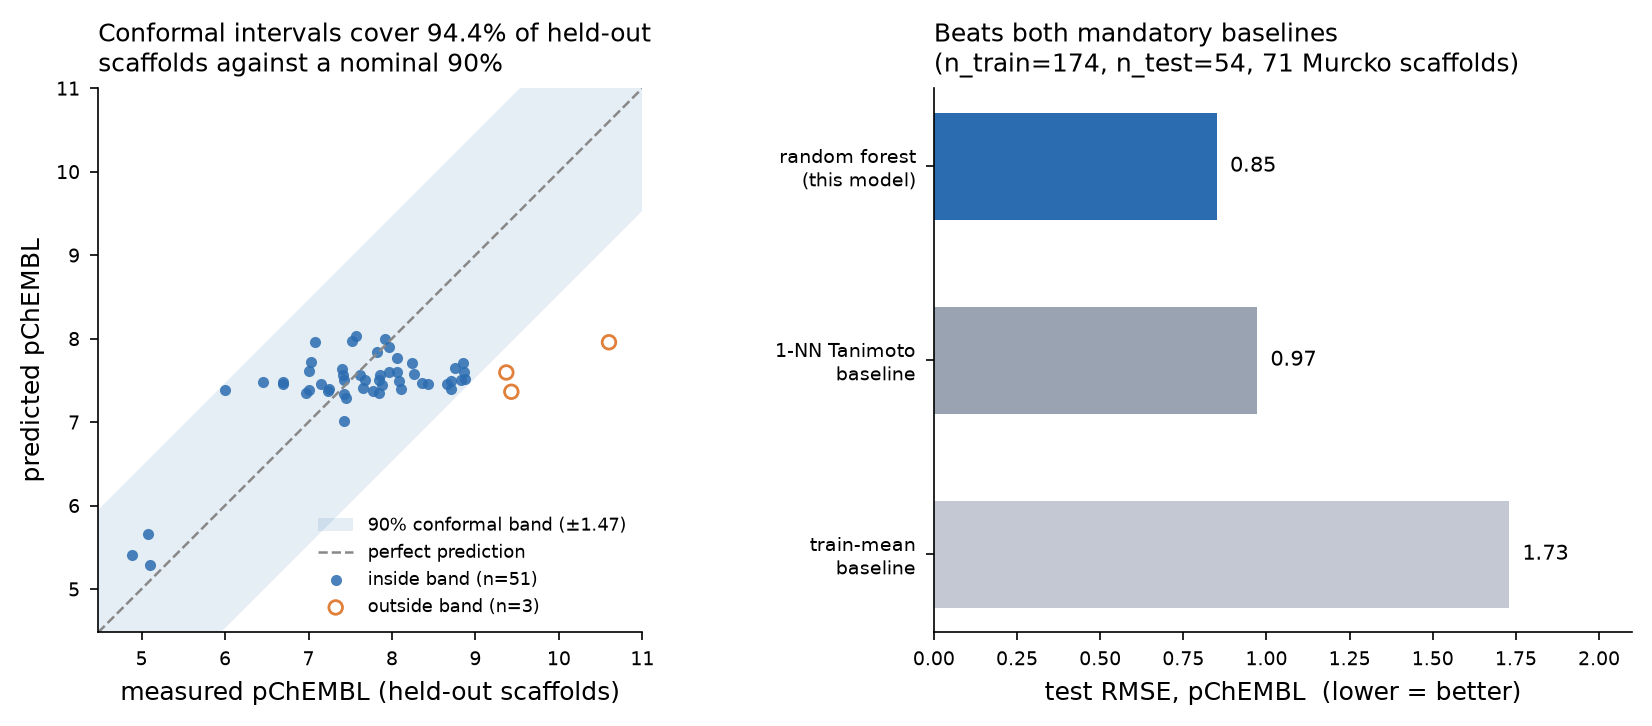 Conformal intervals cover 94.4% of held-out
scaffolds against a nominal 90%
11
10
9
8
7
6
5
predicted pChEMBL
90% conformal band (±1.47)
perfect prediction
inside band (n=51)
outside band (n=3)
5 6 7 8 9 10 11
measured pChEMBL (held-out scaffolds)
Beats both mandatory baselines
(n_train=174, n_test=54, 71 Murcko scaffolds)
random forest
(this model)
0.85
1-NN Tanimoto
baseline
0.97
train-mean
baseline
1.73
0.00 0.25 0.50 0.75 1.00 1.25 1.50 1.75 2.00
test RMSE, pChEMBL  (lower = better)